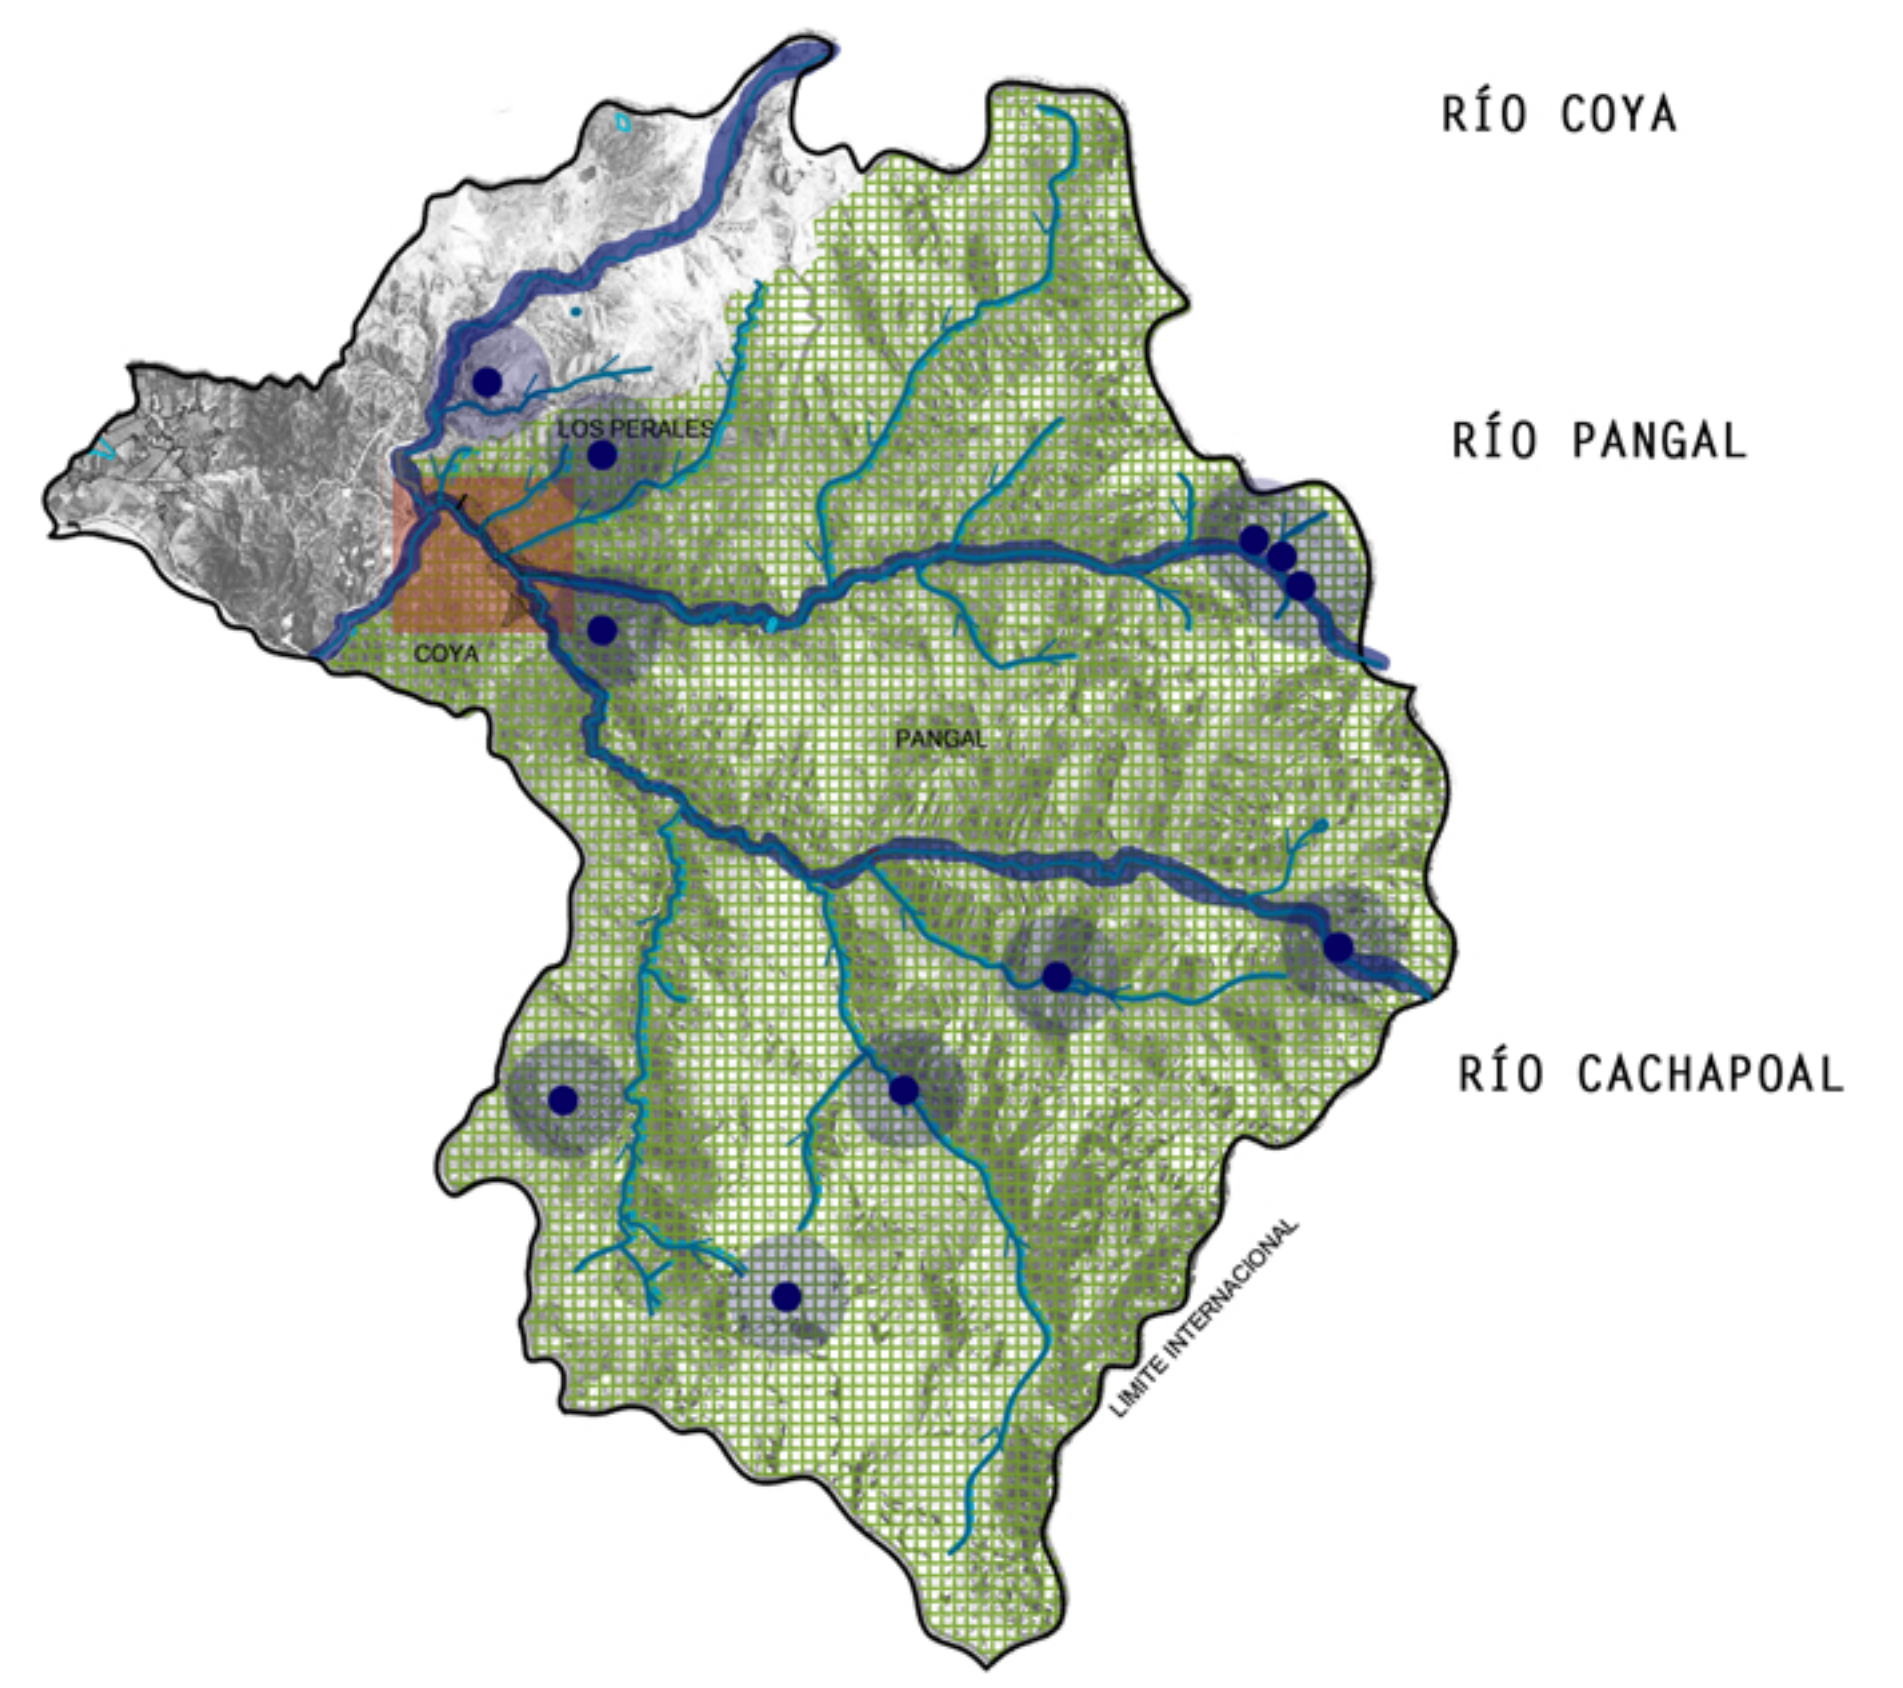 RÍO COYA
LOS PERALES
RÍO PANGAL
COYA
PANGAL
RÍO CACHAPOAL
LIMITE INTERNACIONAL